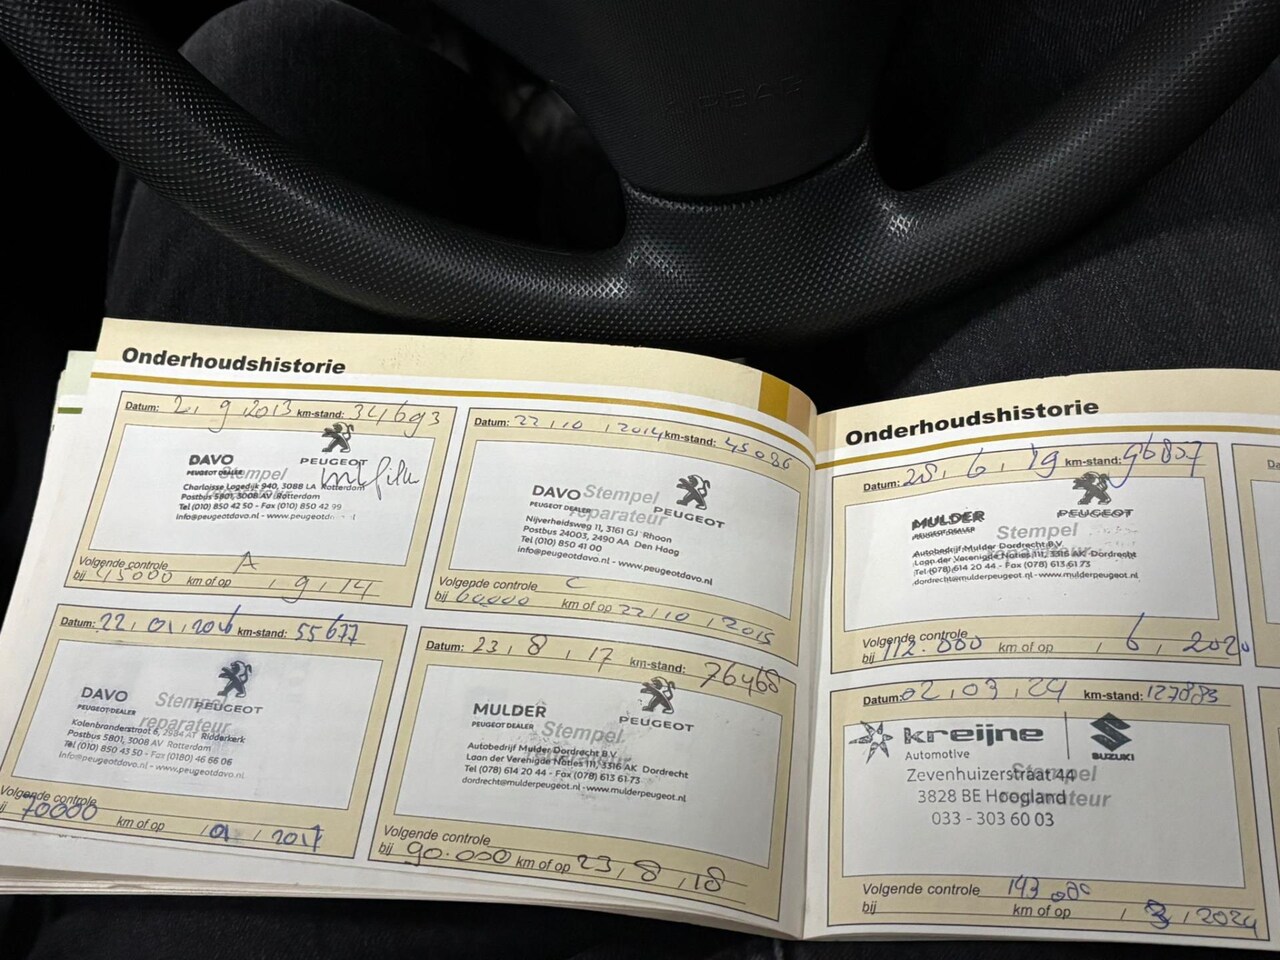 AIRBAG
Onderhoudshistorie
Datum: 2, 9, 2013 km-stand: 34693
DAVO
PEUGEOT DEALER
PEUGEOT
Stempel
Charloisse Lagedijk 940, 3088 LA Rotterdam
Postbus 5801, 3008 AV Rotterdam
Tel (010) 850 42 50 - Fax (010) 850 42 99
info@peugeotdavo.nl - www.peugeotdavo.nl
Volgende controle A
bij 45000 km of op , 9, 14
Datum: 22, 10, 2014 km-stand: 45086
DAVO
PEUGEOT DEALER
PEUGEOT
Stempel
reparateur
Nijverheidsweg 11, 3161 GJ Rhoon
Postbus 24003, 2490 AA Den Haag
Tel (010) 850 41 00
info@peugeotdavo.nl - www.peugeotdavo.nl
Volgende controle C
bij 60000 km of op 22, 10, 2015
Datum: 22, 01, 2016 km-stand: 55677
DAVO
PEUGEOT DEALER
PEUGEOT
Stempel
reparateur
Kolenbranderstraat 6, 2984 AT Ridderkerk
Postbus 5801, 3008 AV Rotterdam
Tel (010) 850 43 50 - Fax (0180) 46 66 06
info@peugeotdavo.nl - www.peugeotdavo.nl
Volgende controle
bij 70000 km of op , 01, 2017
Datum: 23, 8, 17 km-stand: 76468
MULDER
PEUGEOT DEALER
PEUGEOT
Stempel
Autobedrijf Mulder Dordrecht B.V.
Laan der Verenigde Naties 111, 3316 AK Dordrecht
Tel (078) 614 20 44 - Fax (078) 613 61 73
dordrecht@mulderpeugeot.nl - www.mulderpeugeot.nl
Volgende controle
bij 90.000 km of op 23, 8, 18
Onderhoudshistorie
Datum: 28, 6, 19 km-stand: 96827
MULDER
PEUGEOT DEALER
PEUGEOT
Stempel
reparateur
Autobedrijf Mulder Dordrecht B.V.
Laan der Verenigde Naties 111, 3316 AK Dordrecht
Tel (078) 614 20 44 - Fax (078) 613 61 73
dordrecht@mulderpeugeot.nl - www.mulderpeugeot.nl
Volgende controle
bij 112.000 km of op , 6, 2020
Datum: 02, 03, 24 km-stand: 127883
kreijne
Automotive
SUZUKI
Stempel
reparateur
Zevenhuizerstraat 44
3828 BE Hoogland
033 - 303 60 03
Volgende controle 143.000
bij km of op , 3, 2024
Da